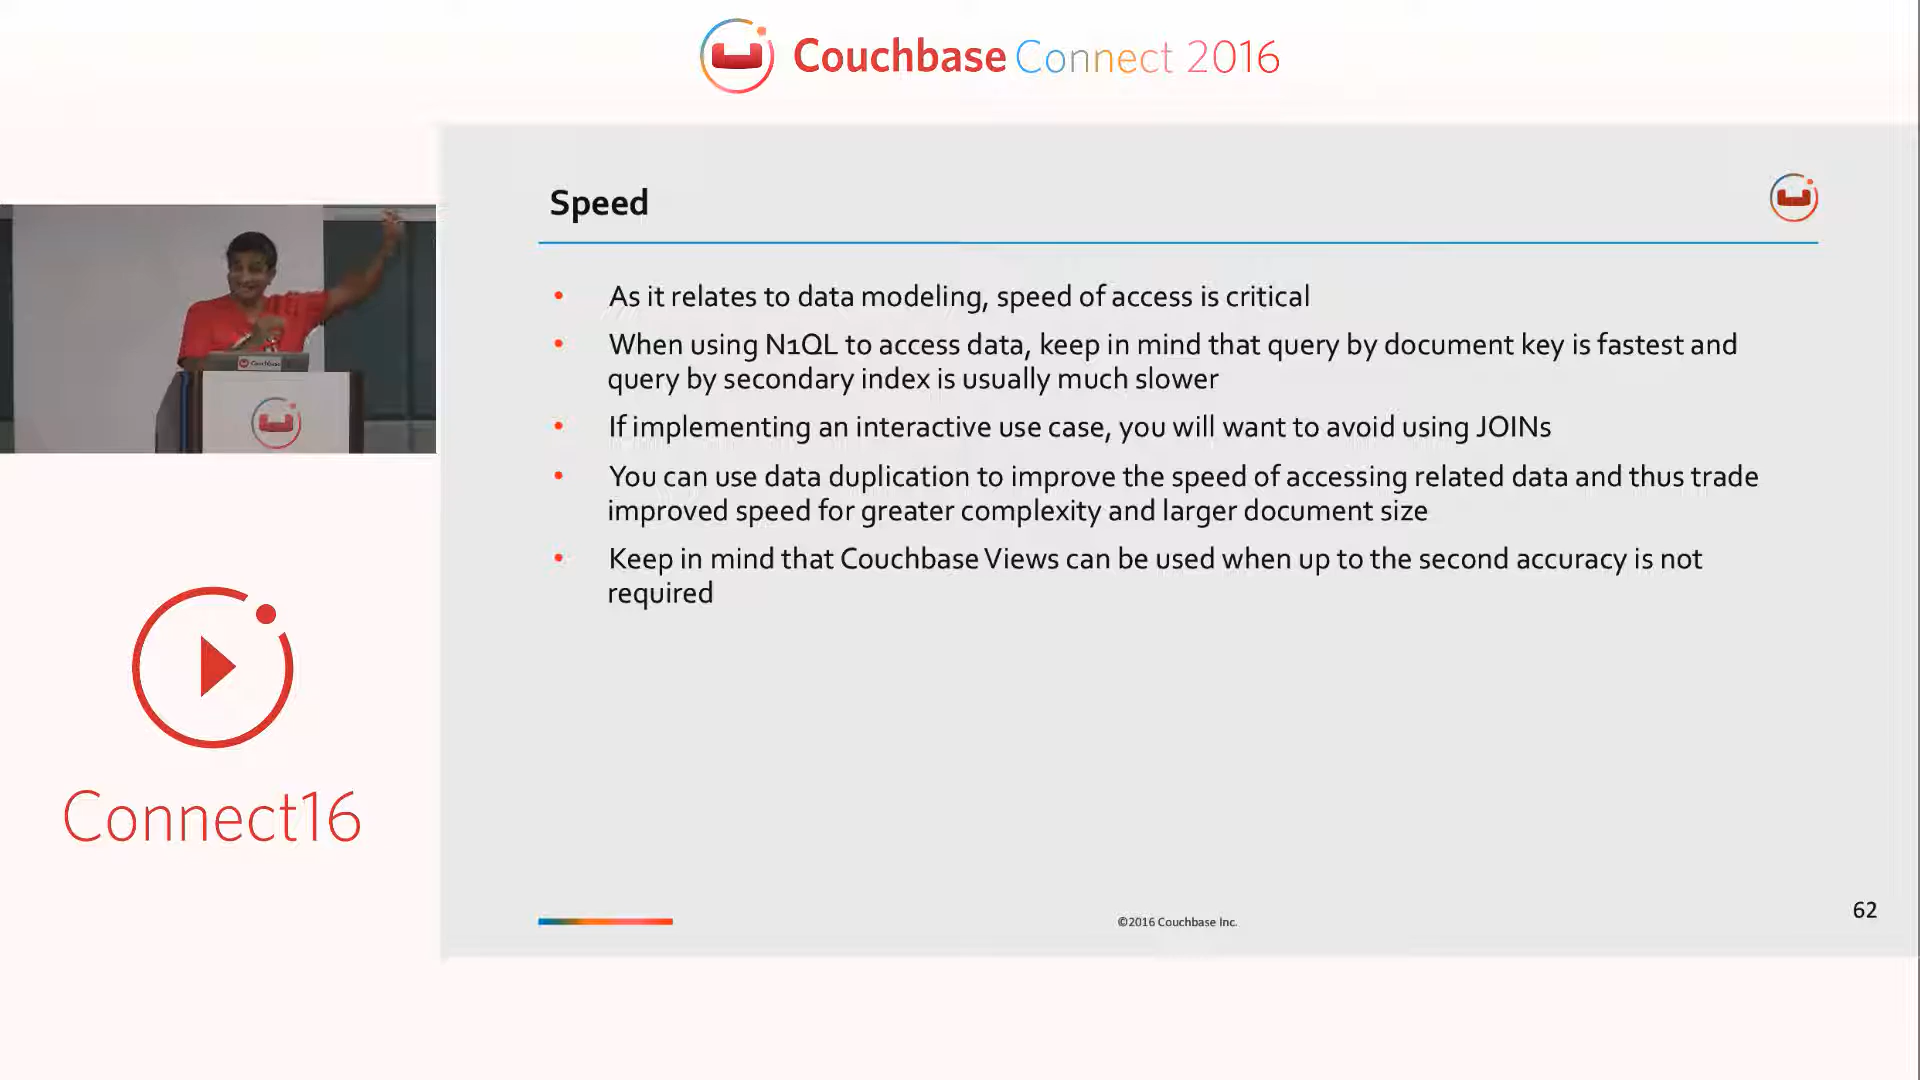 Couchbase Connect 2016
Speed
• As it relates to data modeling, speed of access is critical
• When using N1QL to access data, keep in mind that query by document key is fastest and
query by secondary index is usually much slower
• If implementing an interactive use case, you will want to avoid using JOINs
• You can use data duplication to improve the speed of accessing related data and thus trade
improved speed for greater complexity and larger document size
• Keep in mind that Couchbase Views can be used when up to the second accuracy is not
required
Couchbase
Connect16
©2016 Couchbase Inc.
62